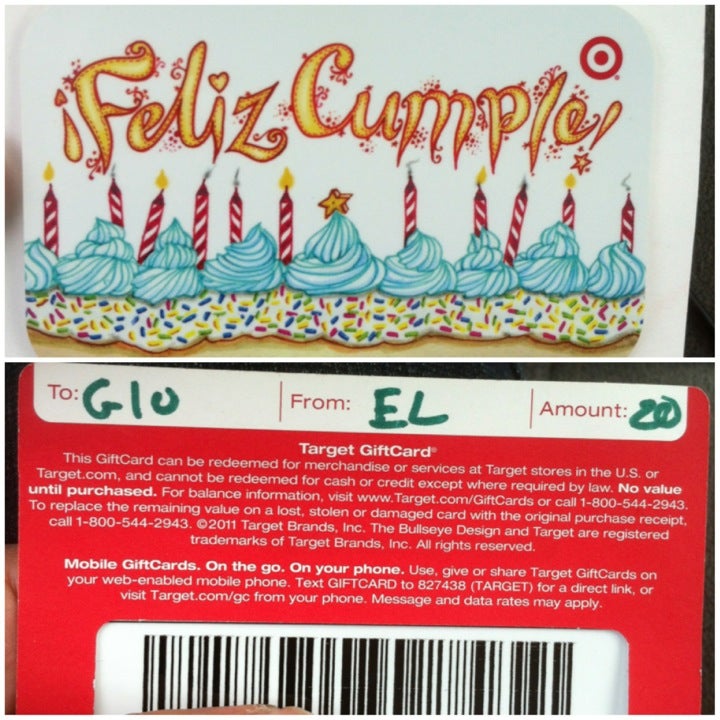 ¡Feliz Cumple!
To: GIO From: EL Amount: 20
Target GiftCard®
This GiftCard can be redeemed for merchandise or services at Target stores in the U.S. or
Target.com, and cannot be redeemed for cash or credit except where required by law. No value
until purchased. For balance information, visit www.Target.com/GiftCards or call 1-800-544-2943.
To replace the remaining value on a lost, stolen or damaged card with the original purchase receipt,
call 1-800-544-2943. ©2011 Target Brands, Inc. The Bullseye Design and Target are registered
trademarks of Target Brands, Inc. All rights reserved.
Mobile GiftCards. On the go. On your phone. Use, give or share Target GiftCards on
your web-enabled mobile phone. Text GIFTCARD to 827438 (TARGET) for a direct link, or
visit Target.com/gc from your phone. Message and data rates may apply.